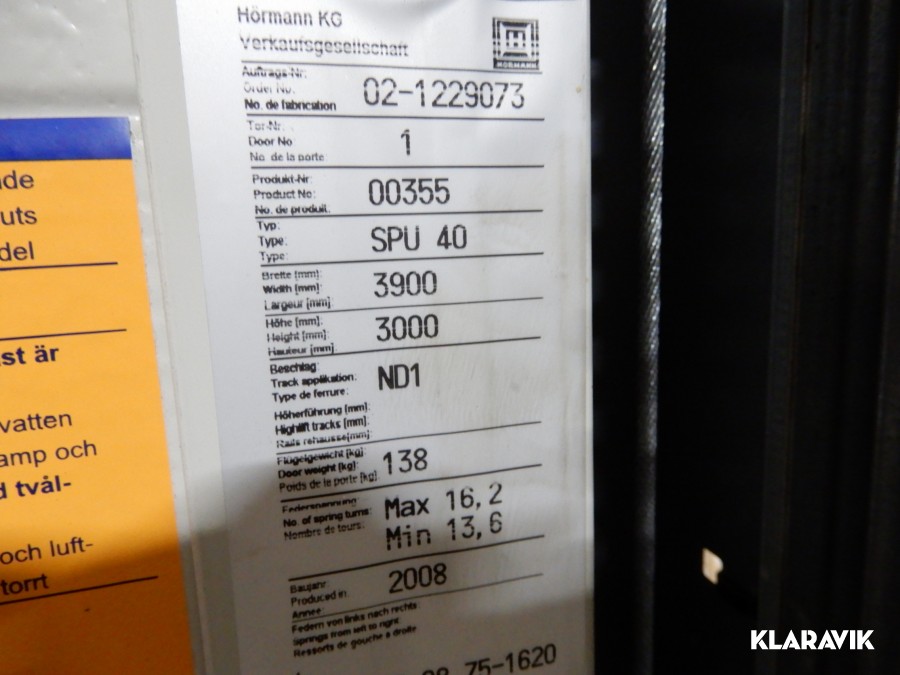 Hörmann KG
Verkaufsgesellschaft
HÖRMANN
Auftrags-Nr:
Order No:
No. de fabrication
02-1229073
Tor-Nr:
Door No
No. de la porte
1
Produkt-Nr:
Product No:
No. de produit.
00355
Typ:
Type:
Type:
SPU 40
Breite [mm]:
Width [mm]:
Largeur [mm]:
3900
Höhe [mm]:
Height [mm]:
Hauteur [mm]:
3000
Beschlag:
Track application:
Type de ferrure:
ND1
Höherführung [mm]:
Highlift tracks [mm]:
Rails rehausse[mm]:
Flügelgewicht [kg]:
Door weight [kg]:
Poids de la porte [kg]
138
Federspannung:
No. of spring turns:
Nombre de tours:
Max 16,2
Min 13,6
Baujahr:
Produced in:
Annee:
2008
Federn von links nach rechts
Springs from left to right:
Ressorts de gauche à droite
75-1620
de
uts
del
st är
vatten
amp och
d tvål-
och luft-
torrt
KLARAVIK